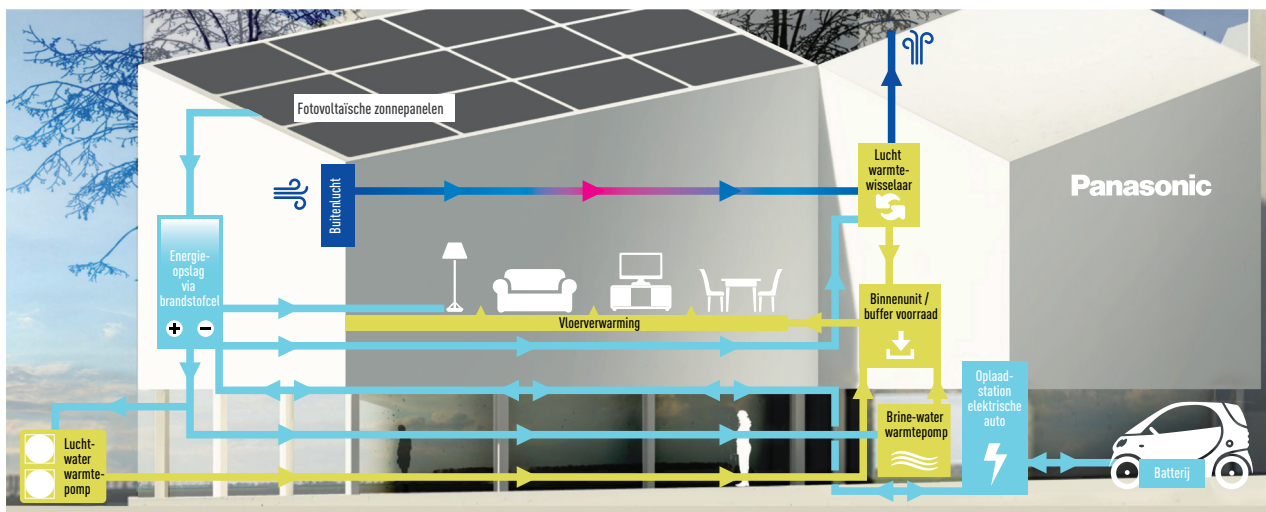 Fotovoltaïsche zonnepanelen
Lucht
warmte-
wisselaar
Panasonic
Buitenlucht
Energie-
opslag
via
brandstofcel
Binnenunit /
buffer voorraad
Vloerverwarming
Oplaad-
station
elektrische
auto
Brine-water
warmtepomp
Lucht-
water
warmte-
pomp
Batterij